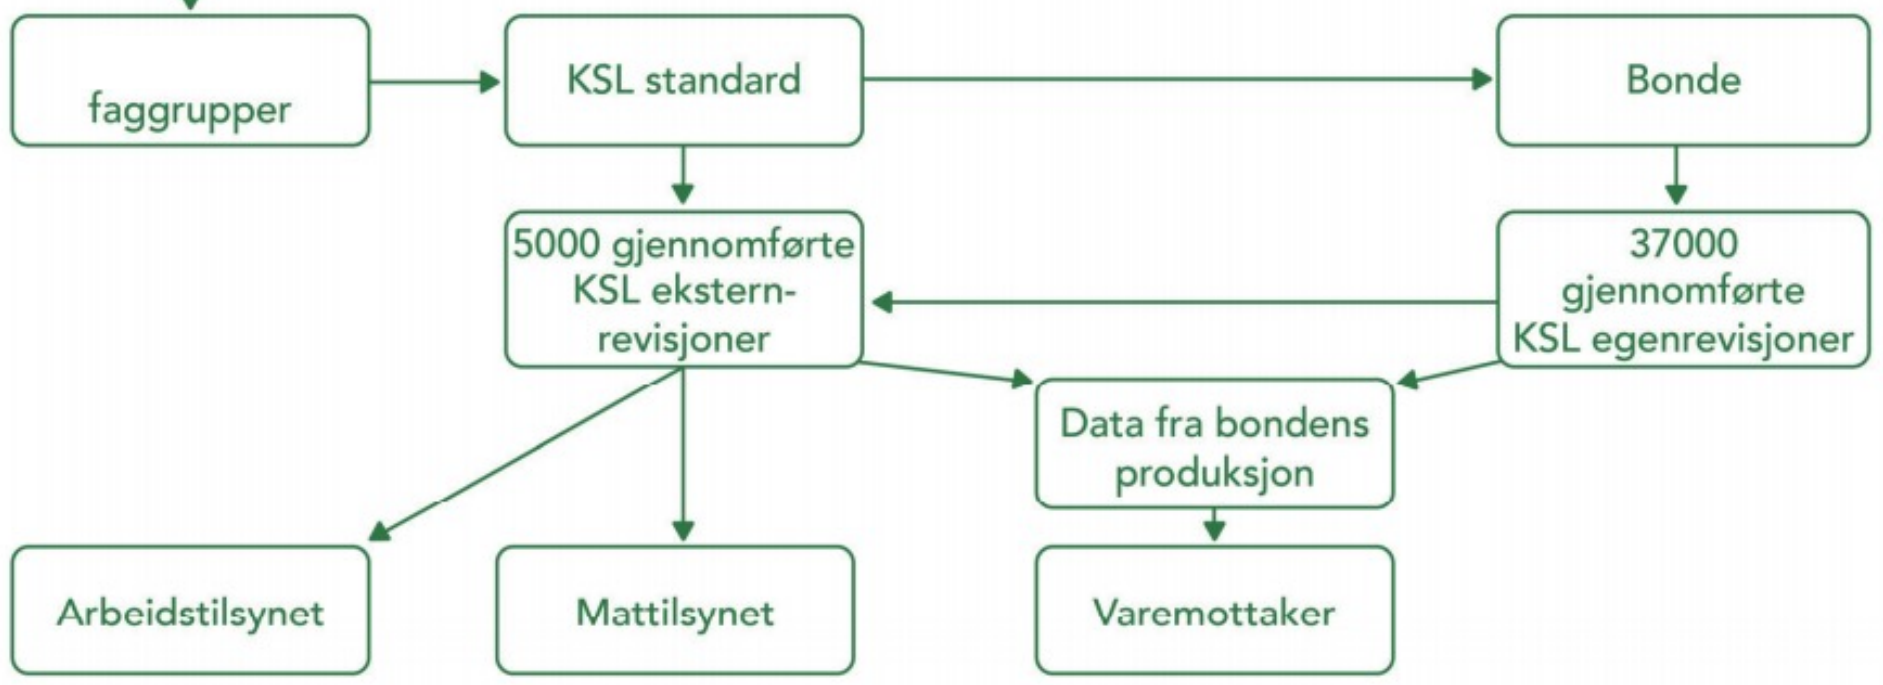 faggrupper
KSL standard
Bonde
5000 gjennomførte
KSL ekstern-
revisjoner
37000
gjennomførte
KSL egenrevisjoner
Data fra bondens
produksjon
Arbeidstilsynet
Mattilsynet
Varemottaker